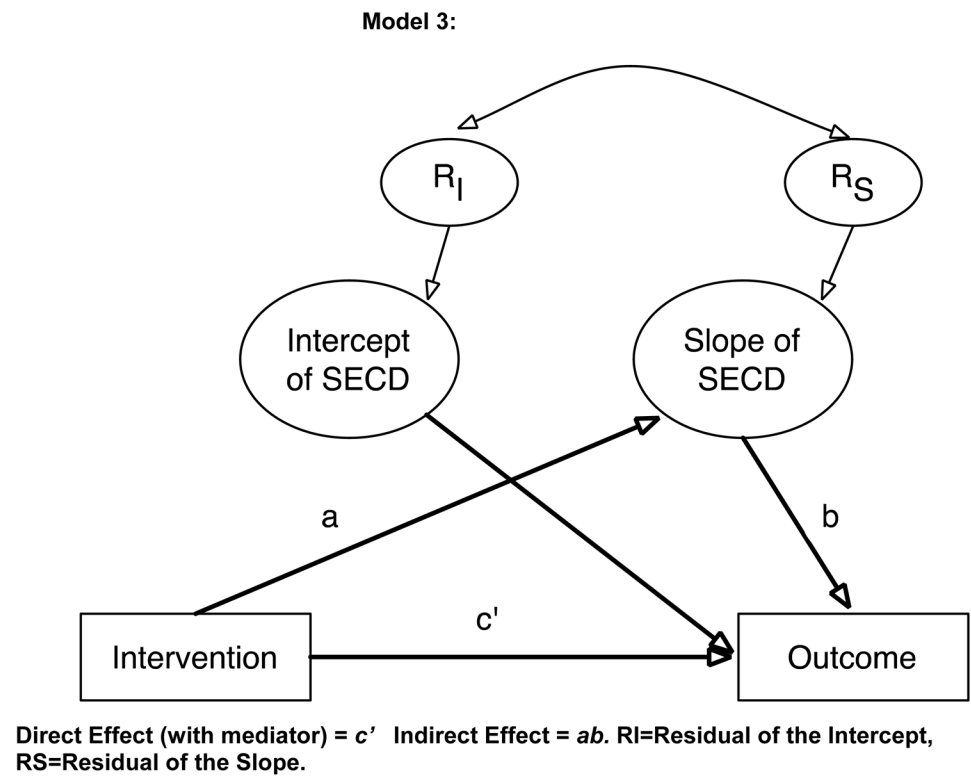 Model 3:
R_I
R_S
Intercept
of SECD
Slope of
SECD
a
b
c'
Intervention
Outcome
Direct Effect (with mediator) = c’ Indirect Effect = ab. RI=Residual of the Intercept,
RS=Residual of the Slope.